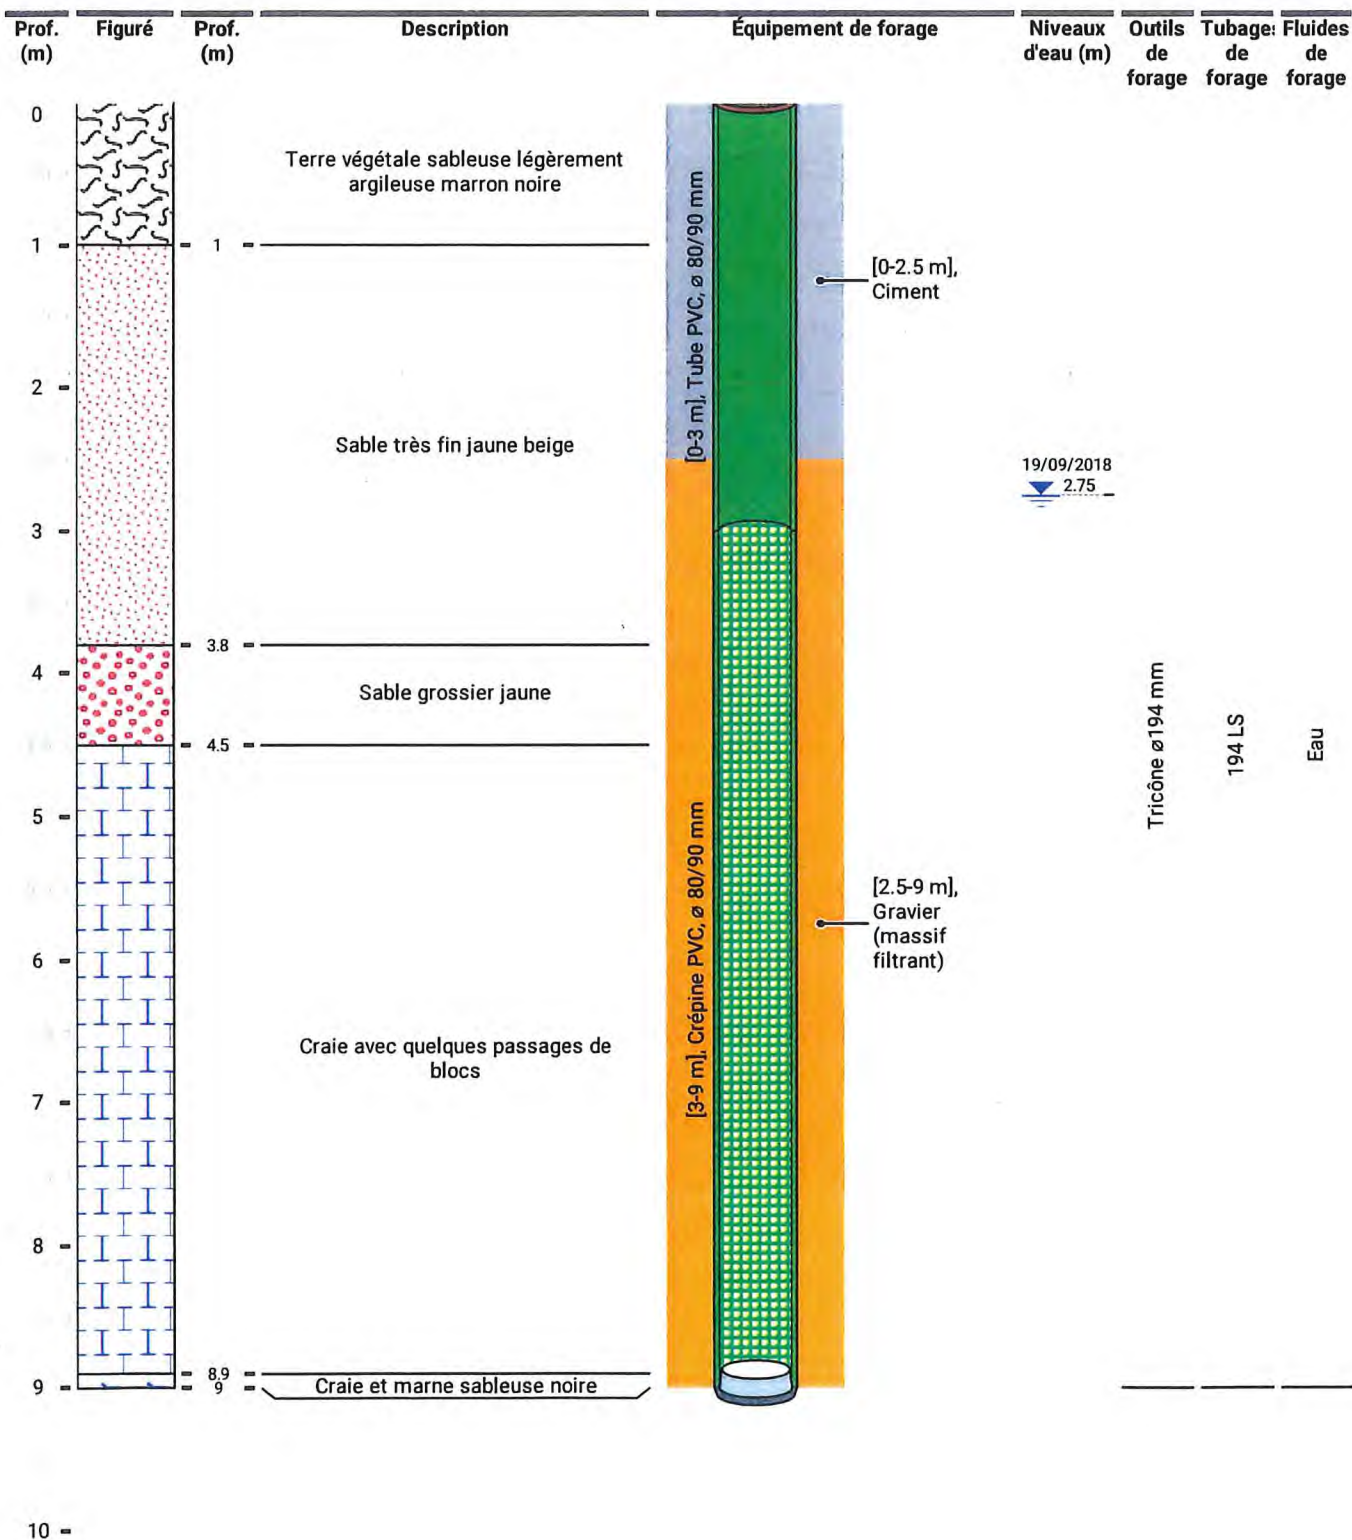 Prof.
(m)
Figuré
Prof.
(m)
Description
Équipement de forage
Niveaux
d'eau (m)
Outils
de
forage
Tubages
de
forage
Fluides
de
forage
0
1
2
3
4
5
6
7
8
9
10
1
3.8
4.5
8.9
9
Terre végétale sableuse légèrement
argileuse marron noire
Sable très fin jaune beige
Sable grossier jaune
Craie avec quelques passages de
blocs
Craie et marne sableuse noire
[0-3 m], Tube PVC, ø 80/90 mm
[3-9 m], Crépine PVC, ø 80/90 mm
[0-2.5 m],
Ciment
[2.5-9 m],
Gravier
(massif
filtrant)
19/09/2018
2.75
Tricône ø194 mm
194 LS
Eau